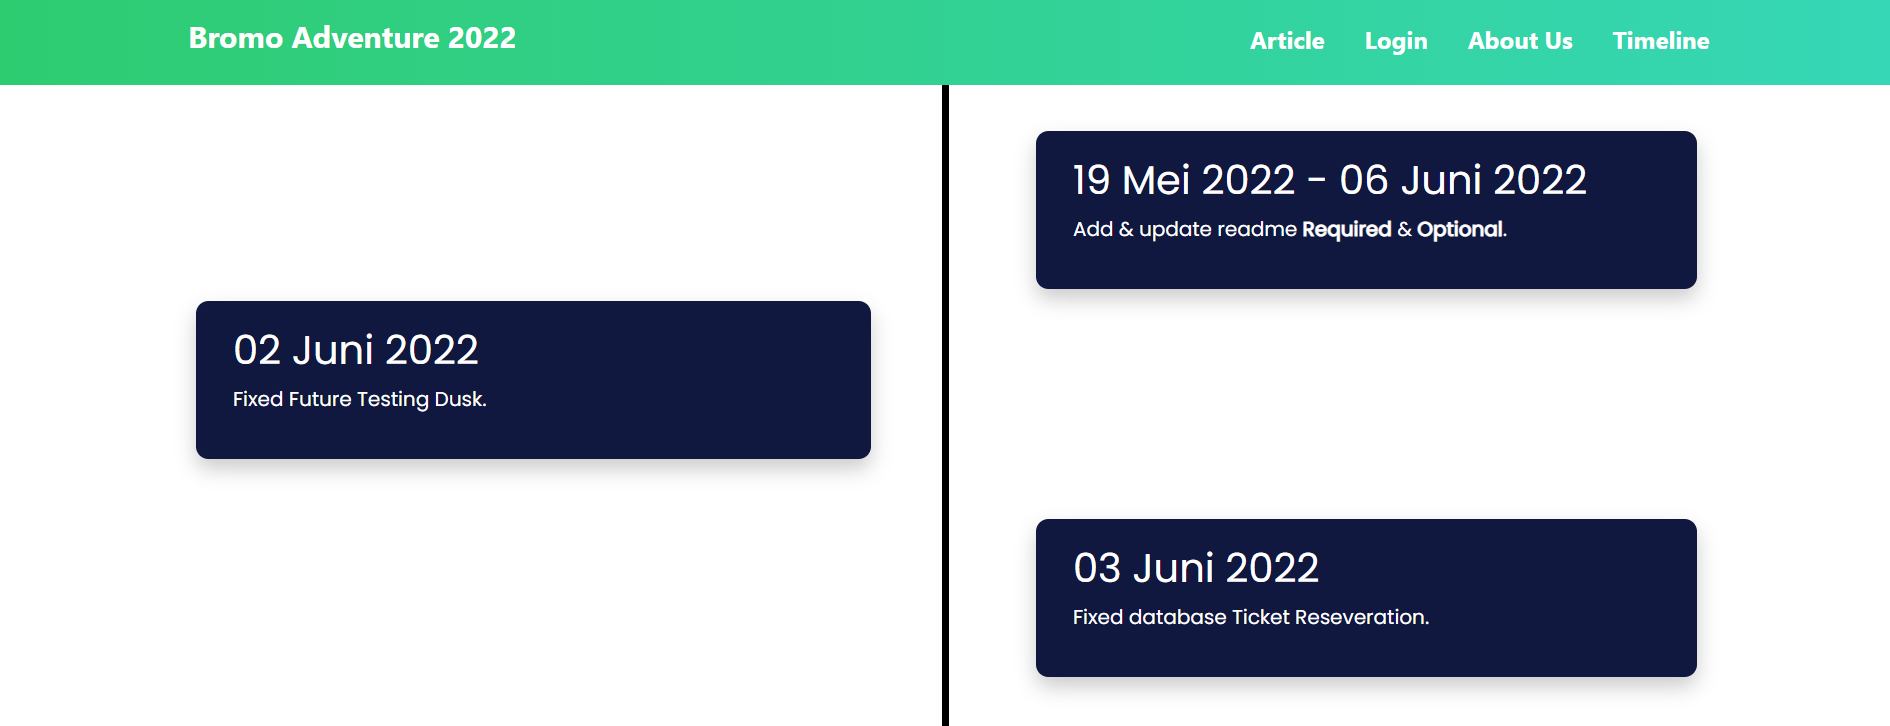 Bromo Adventure 2022
Article Login About Us Timeline
19 Mei 2022 - 06 Juni 2022
Add & update readme Required & Optional.
02 Juni 2022
Fixed Future Testing Dusk.
03 Juni 2022
Fixed database Ticket Reseveration.